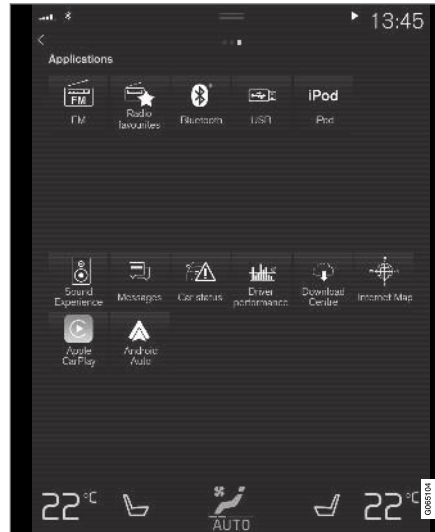 13:45
Applications
FM
iPod
FM
Radio
favourites
Bluetooth
USB
iPod
Sound
Experience
Messages
Car status
Driver
performance
Download
Centre
Internet Map
Apple
CarPlay
Android
Auto
22°C
AUTO
22°C
G065104